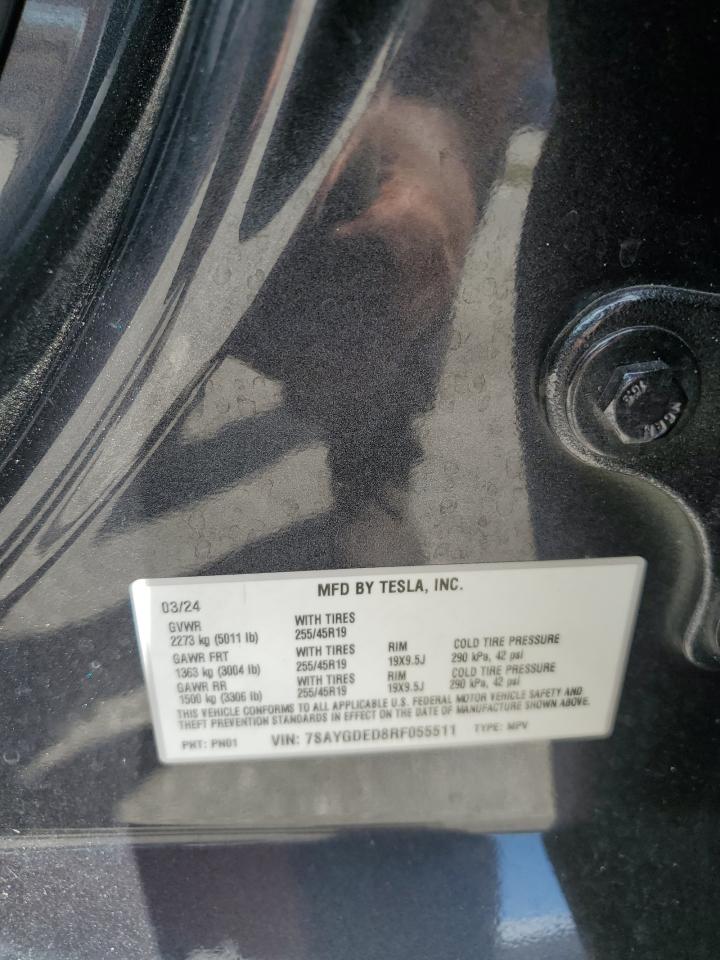 MFD BY TESLA, INC.
03/24
GVWR WITH TIRES
2273 kg (5011 lb) 255/45R19
GAWR FRT WITH TIRES RIM COLD TIRE PRESSURE
1363 kg (3004 lb) 255/45R19 19X9.5J 290 kPa, 42 psi
GAWR RR WITH TIRES RIM COLD TIRE PRESSURE
1500 kg (3306 lb) 255/45R19 19X9.5J 290 kPa, 42 psi
THIS VEHICLE CONFORMS TO ALL APPLICABLE U.S. FEDERAL MOTOR VEHICLE SAFETY AND
THEFT PREVENTION STANDARDS IN EFFECT ON THE DATE OF MANUFACTURE SHOWN ABOVE.
PNT: PN01 VIN: 7SAYGDED8RF055511 TYPE: MPV